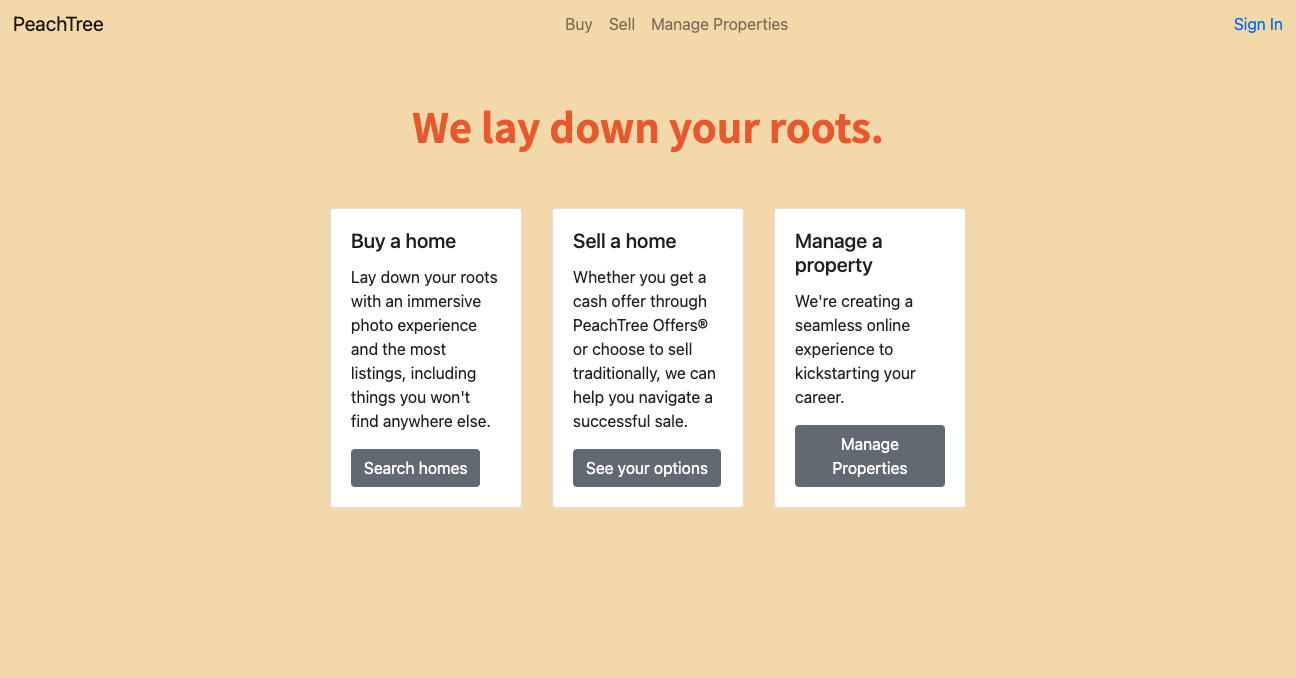 PeachTree
Buy
Sell
Manage Properties
Sign In
We lay down your roots.
Buy a home
Lay down your roots
with an immersive
photo experience
and the most
listings, including
things you won't
find anywhere else.
Search homes
Sell a home
Whether you get a
cash offer through
PeachTree Offers®
or choose to sell
traditionally, we can
help you navigate a
successful sale.
See your options
Manage a
property
We're creating a
seamless online
experience to
kickstarting your
career.
Manage
Properties